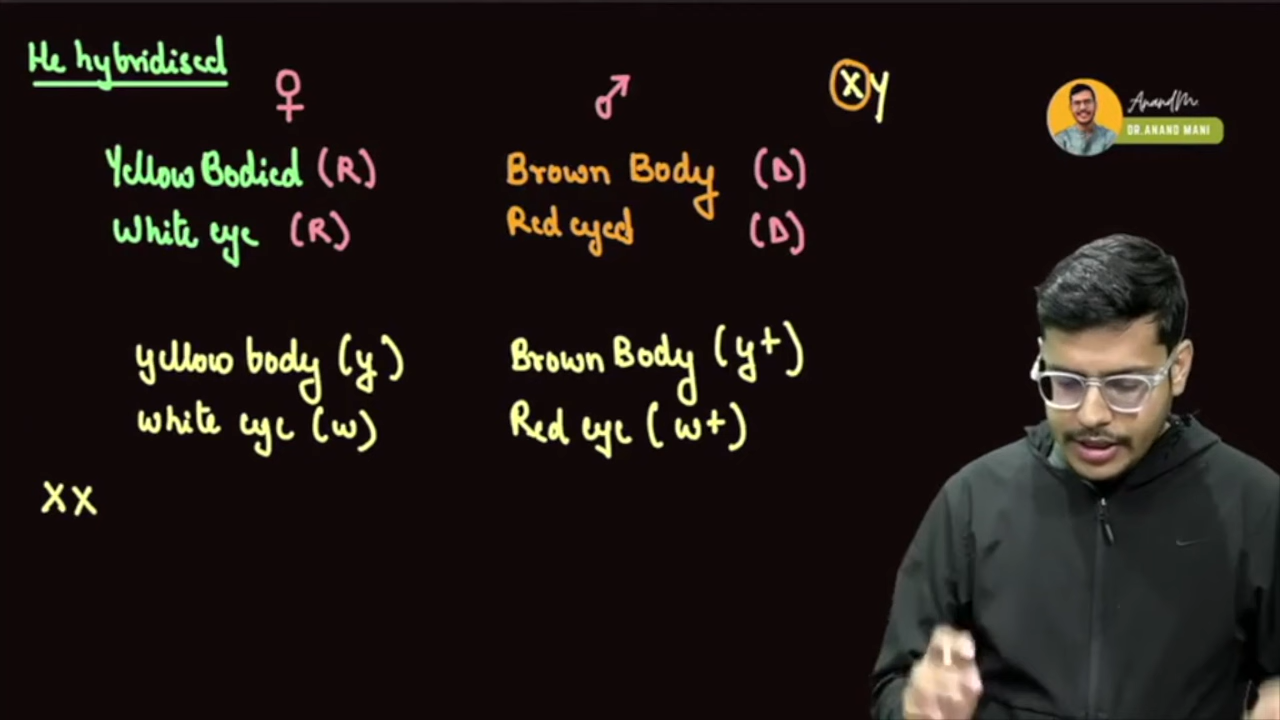 He hybridised
♀ ♂ XY
Yellow Bodied (R) Brown Body (D)
White eye (R) Red eyed (D)
yellow body (y) Brown Body (y+)
white eye (w) Red eye (w+)
XX
AnandM.
DR.ANAND MANI